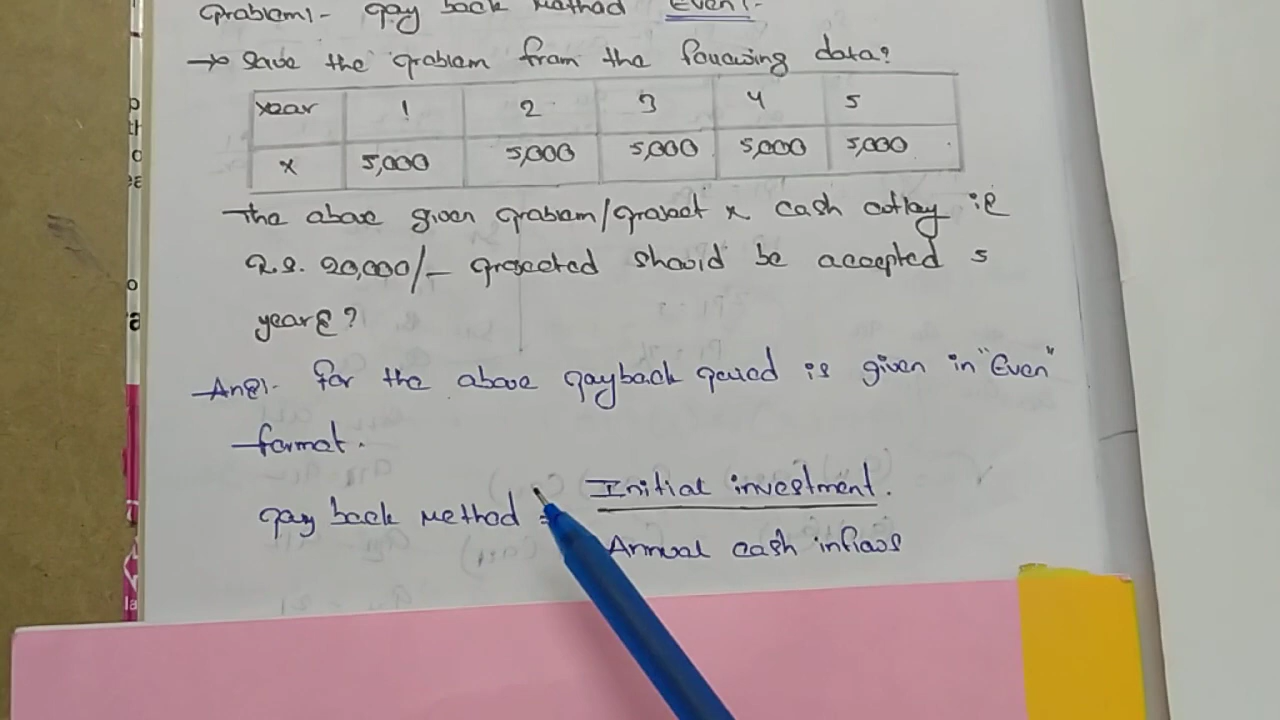 Problem:- pay back Method Even:-
→ Solve the problem from the following data?
year 1 2 3 4 5
x 5,000 5,000 5,000 5,000 5,000
The above given problem/project x cash outlay is
R.S. 20,000/- projected should be accepted 5
years?
Ans:- for the above payback period is given in "Even"
format.
pay back Method = Initial investment.
Annual cash inflows